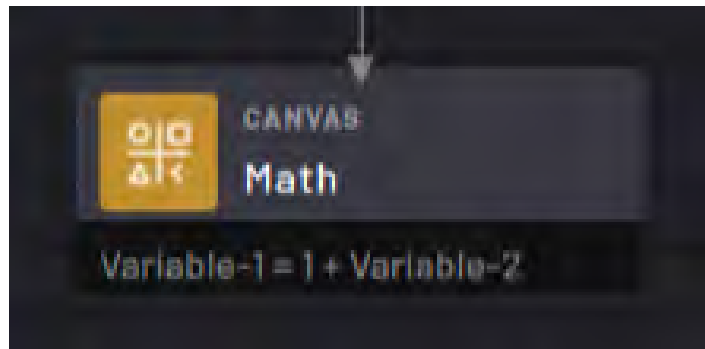 CANVAS
Math
Variable-1 = 1 + Variable-2